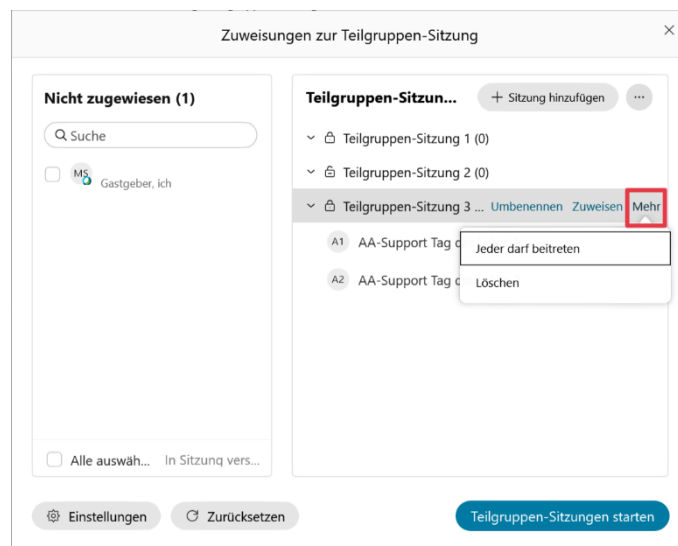 Zuweisungen zur Teilgruppen-Sitzung
Nicht zugewiesen (1)
Suche
MS
Gastgeber, ich
Alle auswäh... In Sitzung vers...
Teilgruppen-Sitzun... + Sitzung hinzufügen ...
Teilgruppen-Sitzung 1 (0)
Teilgruppen-Sitzung 2 (0)
Teilgruppen-Sitzung 3 ... Umbenennen Zuweisen Mehr
A1 AA-Support Tag
Jeder darf beitreten
A2 AA-Support Tag
Löschen
Einstellungen Zurücksetzen Teilgruppen-Sitzungen starten